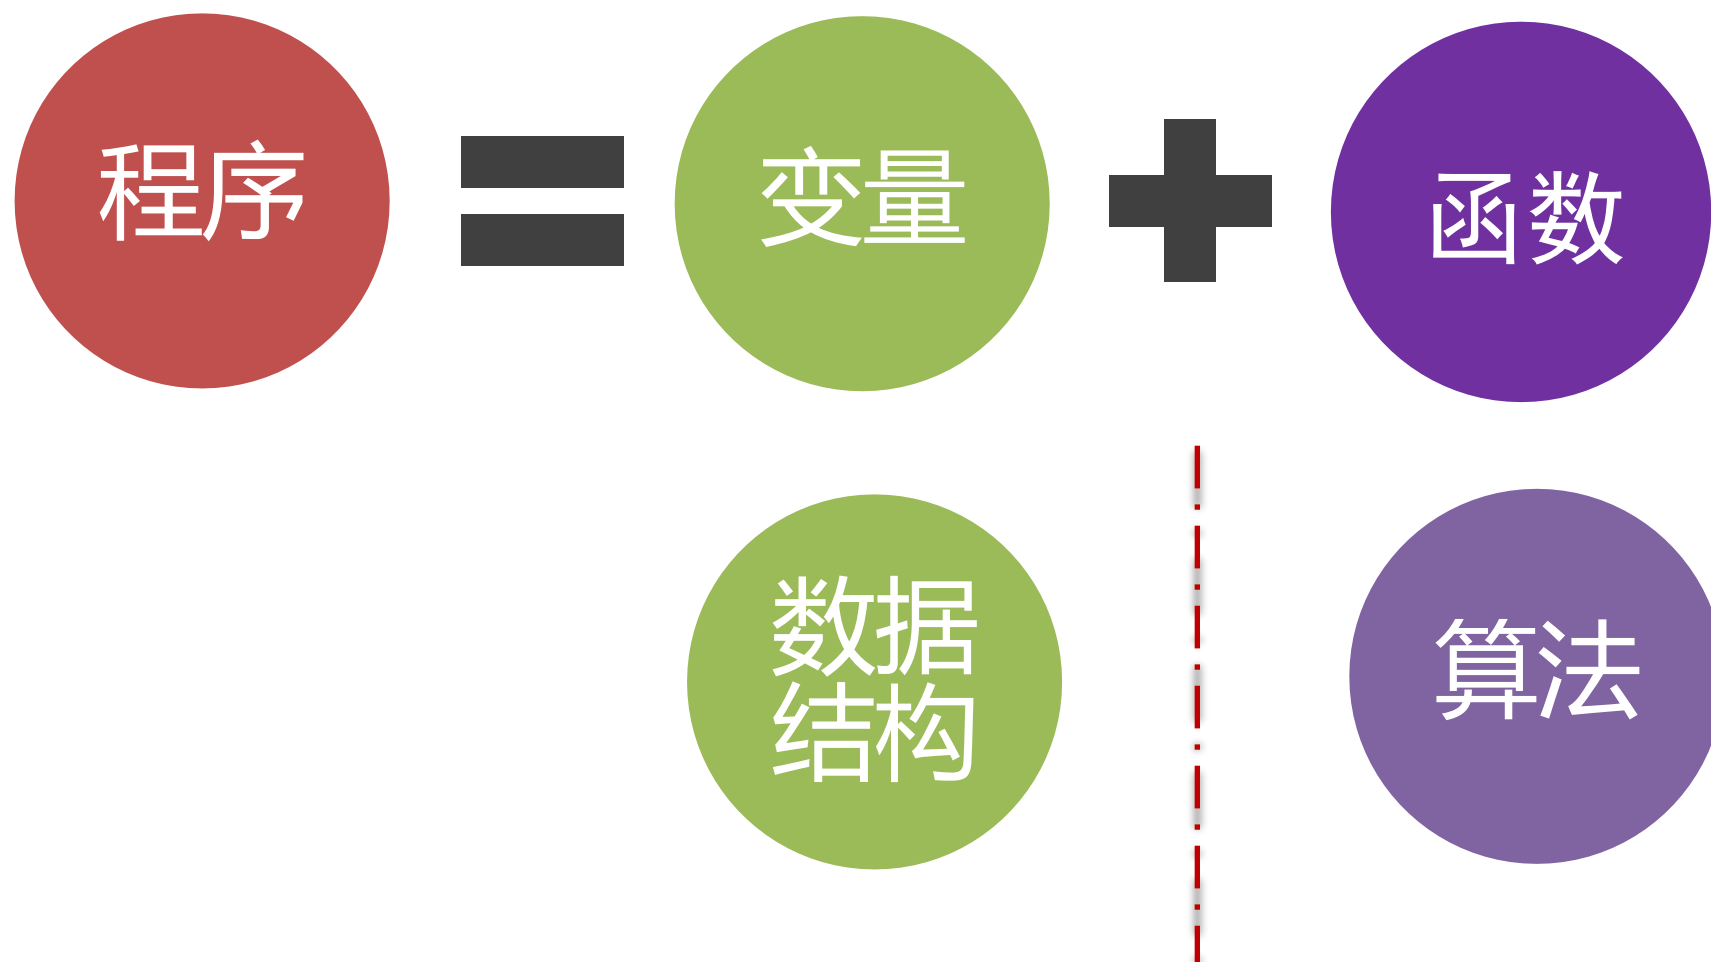 程序
变量
函数
数据
结构
算法